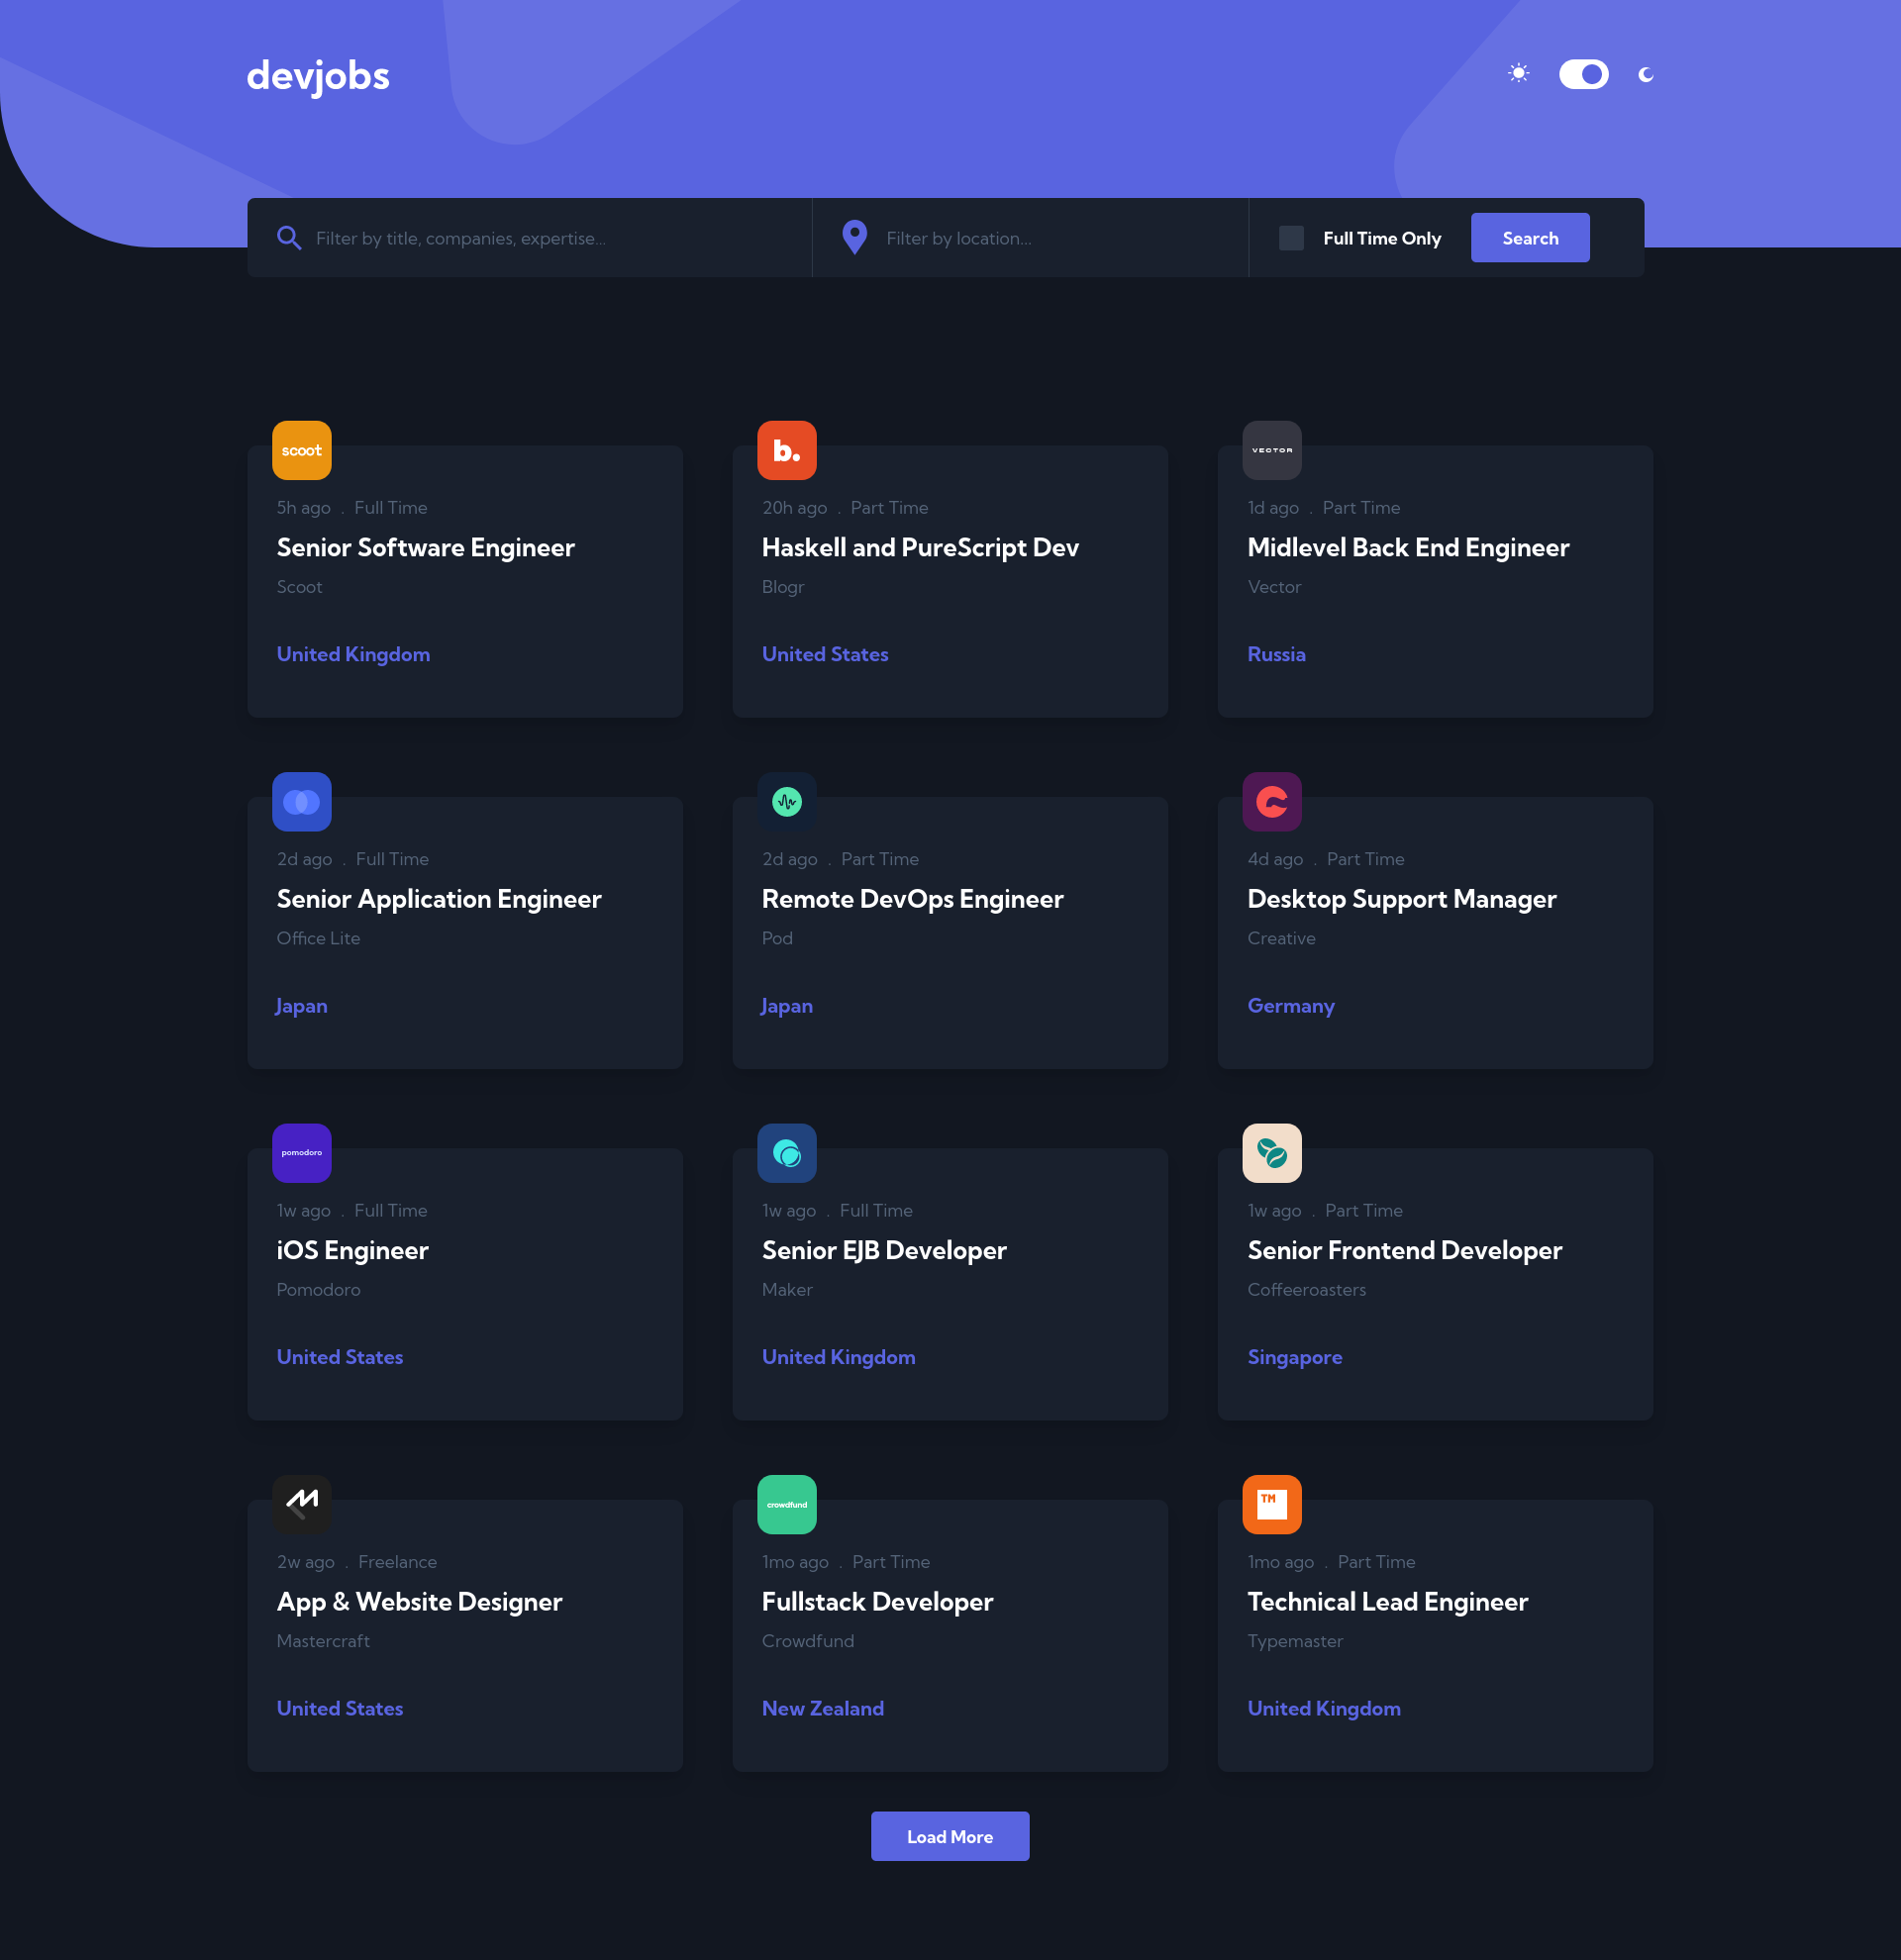 devjobs
Filter by title, companies, expertise...
Filter by location...
Full Time Only
Search
scoot
5h ago . Full Time
Senior Software Engineer
Scoot
United Kingdom
b.
20h ago . Part Time
Haskell and PureScript Dev
Blogr
United States
VECTOR
1d ago . Part Time
Midlevel Back End Engineer
Vector
Russia
2d ago . Full Time
Senior Application Engineer
Office Lite
Japan
2d ago . Part Time
Remote DevOps Engineer
Pod
Japan
4d ago . Part Time
Desktop Support Manager
Creative
Germany
pomodoro
1w ago . Full Time
iOS Engineer
Pomodoro
United States
1w ago . Full Time
Senior EJB Developer
Maker
United Kingdom
1w ago . Part Time
Senior Frontend Developer
Coffeeroasters
Singapore
2w ago . Freelance
App & Website Designer
Mastercraft
United States
crowdfund
1mo ago . Part Time
Fullstack Developer
Crowdfund
New Zealand
TM
1mo ago . Part Time
Technical Lead Engineer
Typemaster
United Kingdom
Load More